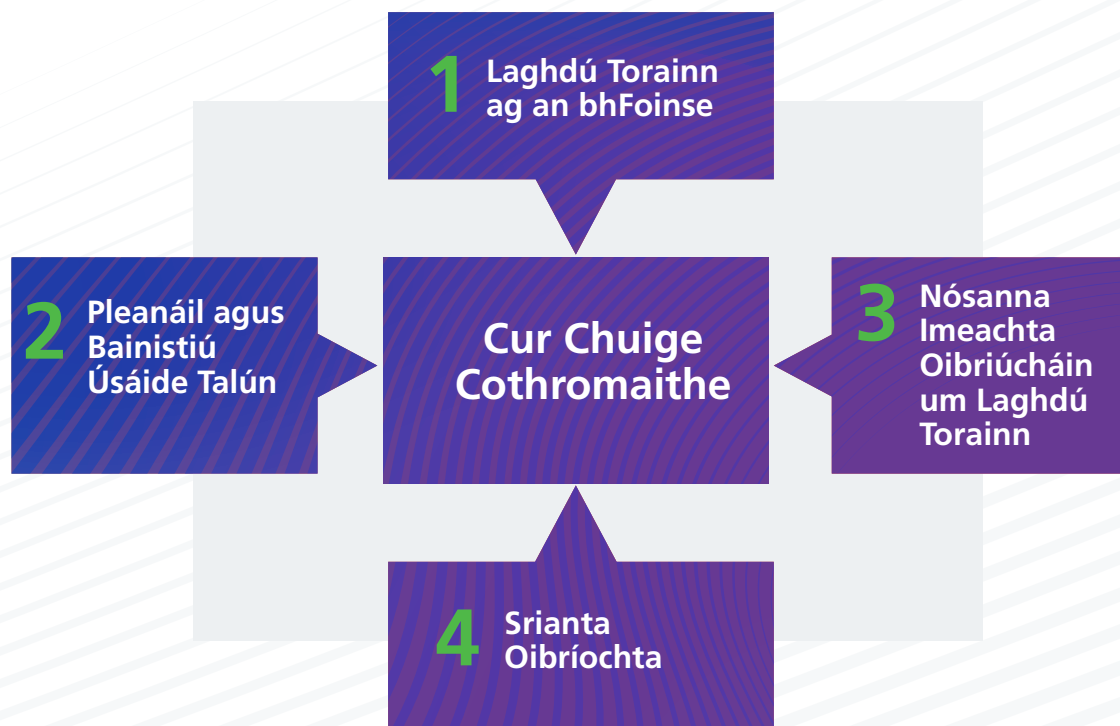 1
Laghdú Torainn
ag an bhFoinse
2
Pleanáil agus
Bainistiú
Úsáide Talún
Cur Chuige
Cothromaithe
3
Nósanna
Imeachta
Oibriúcháin
um Laghdú
Torainn
4
Srianta
Oibríochta